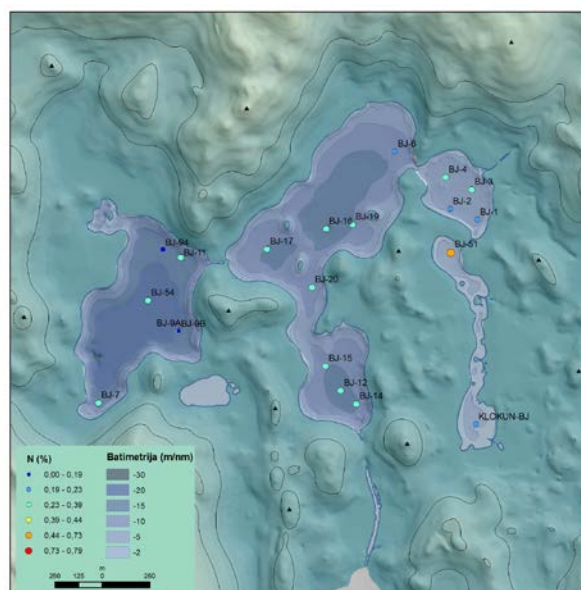 BJ-6
BJ-4
BJ-2
BJ-1
BJ-19
BJ-16
BJ-17
BJ-51
BJ-94
BJ-11
BJ-20
BJ-54
BJ-9A BJ-9B
BJ-15
BJ-12
BJ-14
BJ-7
KLOKUN-BJ
N (%)
0,00 - 0,19
0,19 - 0,23
0,23 - 0,39
0,39 - 0,44
0,44 - 0,73
0,73 - 0,79
Batimetrija (m/nm)
-30
-20
-15
-10
-5
-2
m
250 125 0 250